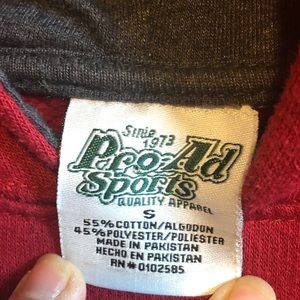 Since 1973
Pro-Ad
Sports
QUALITY APPAREL
S
55% COTTON/ALGODON
45% POLYESTER/POLIESTER
MADE IN PAKISTAN
HECHO EN PAKISTAN
RN# 0102585